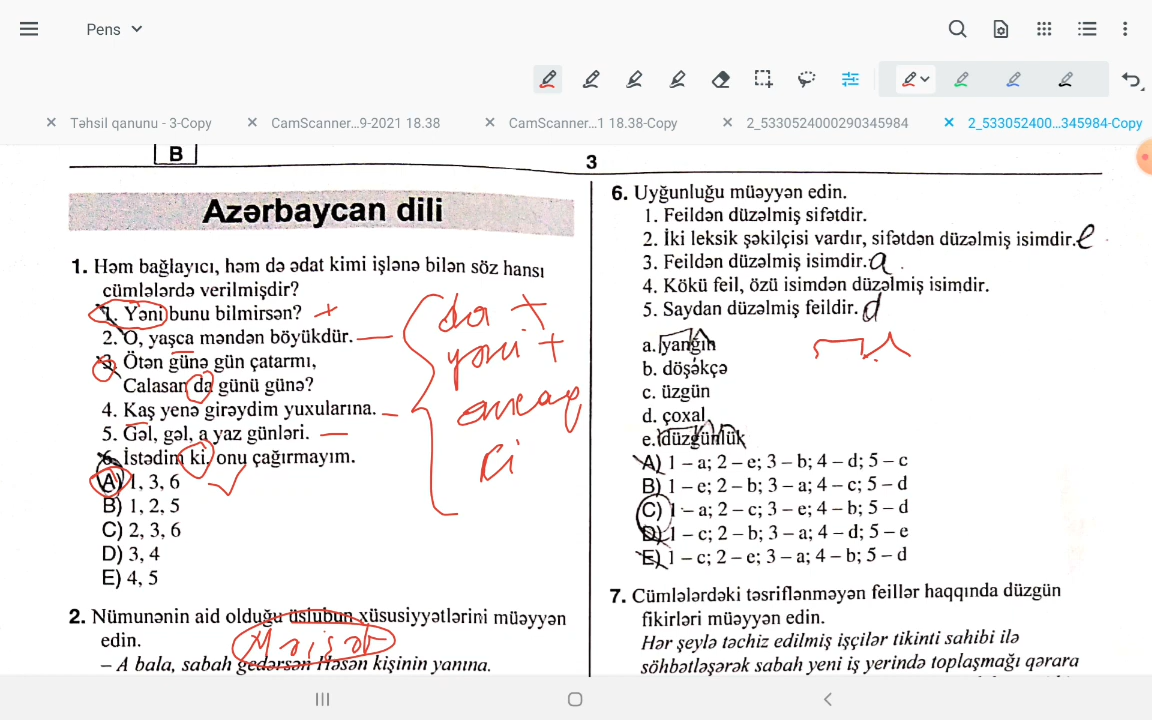 Pens
Təhsil qanunu - 3-Copy
CamScanner...9-2021 18.38
CamScanner...1 18.38-Copy
2_5330524000290345984
2_533052400...345984-Copy
B
3
Azərbaycan dili
1. Həm bağlayıcı, həm də ədat kimi işlənə bilən söz hansı
cümlələrdə verilmişdir?
1. Yəni bunu bilmirsən? +
2. O, yaşca məndən böyükdür.
3. Ötən günə gün çatarmı,
Calasan da günü günə?
4. Kaş yenə girəydim yuxularına.
5. Gəl, gəl, a yaz günləri.
6. İstədim ki, onu çağırmayım.
A) 1, 3, 6
B) 1, 2, 5
C) 2, 3, 6
D) 3, 4
E) 4, 5
da +
yəni +
ancaq
ki
2. Nümunənin aid olduğu üslubun xüsusiyyətlərini müəyyən
edin.
Məişət
– A bala, sabah gedərsən Həsən kişinin yanına.
6. Uyğunluğu müəyyən edin.
1. Feildən düzəlmiş sifətdir.
2. İki leksik şəkilçisi vardır, sifətdən düzəlmiş isimdir. e
3. Feildən düzəlmiş isimdir. a
4. Kökü feil, özü isimdən düzəlmiş isimdir.
5. Saydan düzəlmiş feildir. d
a. yanğın
b. döşəkçə
c. üzgün
d. çoxal
e. düzgünlük
A) 1 – a; 2 – e; 3 – b; 4 – d; 5 – c
B) 1 – e; 2 – b; 3 – a; 4 – c; 5 – d
C) 1 – a; 2 – c; 3 – e; 4 – b; 5 – d
D) 1 – c; 2 – b; 3 – a; 4 – d; 5 – e
E) 1 – c; 2 – e; 3 – a; 4 – b; 5 – d
7. Cümlələrdəki təsriflənməyən feillər haqqında düzgün
fikirləri müəyyən edin.
Hər şeylə təchiz edilmiş işçilər tikinti sahibi ilə
söhbətləşərək sabah yeni iş yerində toplaşmağı qərara